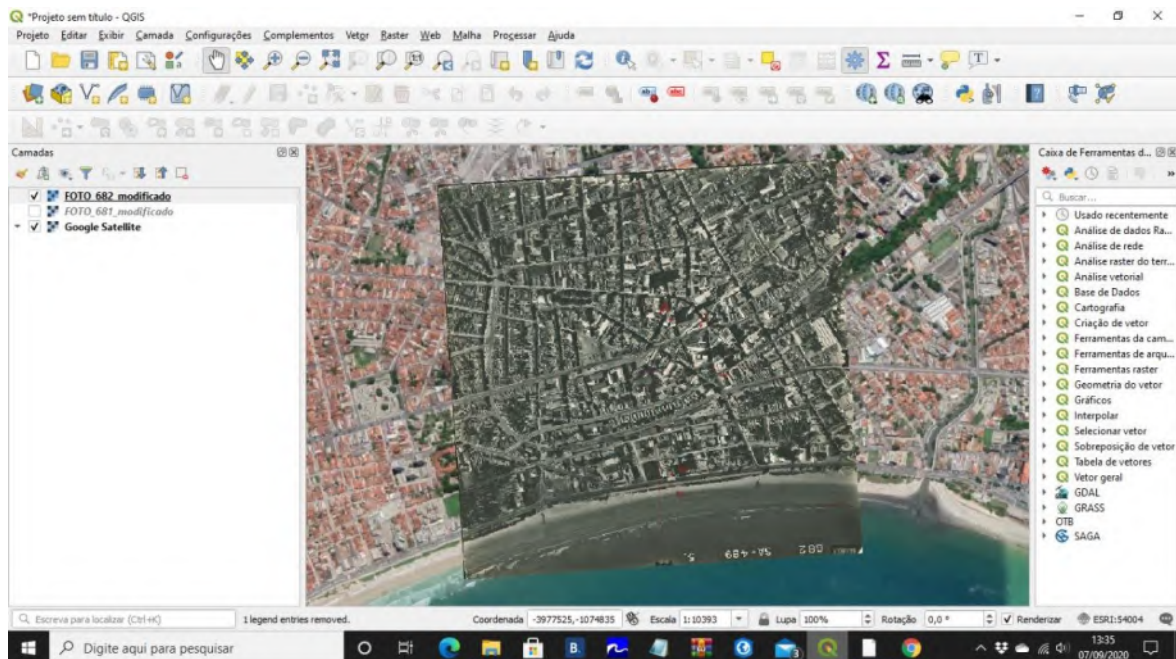 *Projeto sem título - QGIS
Projeto Editar Exibir Camada Configurações Complementos Vetor Raster Web Malha Processar Ajuda
Camadas
FOTO_682_modificado
FOTO_681_modificado
Google Satellite
SA-489
682
Caixa de Ferramentas d...
Buscar...
Usado recentemente
Análise de dados Ra...
Análise de rede
Análise raster do terr...
Análise vetorial
Base de Dados
Cartografia
Criação de vetor
Ferramentas da cam...
Ferramentas de arqu...
Ferramentas raster
Geometria do vetor
Gráficos
Interpolar
Selecionar vetor
Sobreposição de vetor
Tabela de vetores
Vetor geral
GDAL
GRASS
OTB
SAGA
Escreva para localizar (Ctrl+K) 1 legend entries removed. Coordenada -3977525,-1074835 Escala 1:10393 Lupa 100% Rotação 0,0 ° Renderizar ESRI:54004
Digite aqui para pesquisar
13:35
07/09/2020